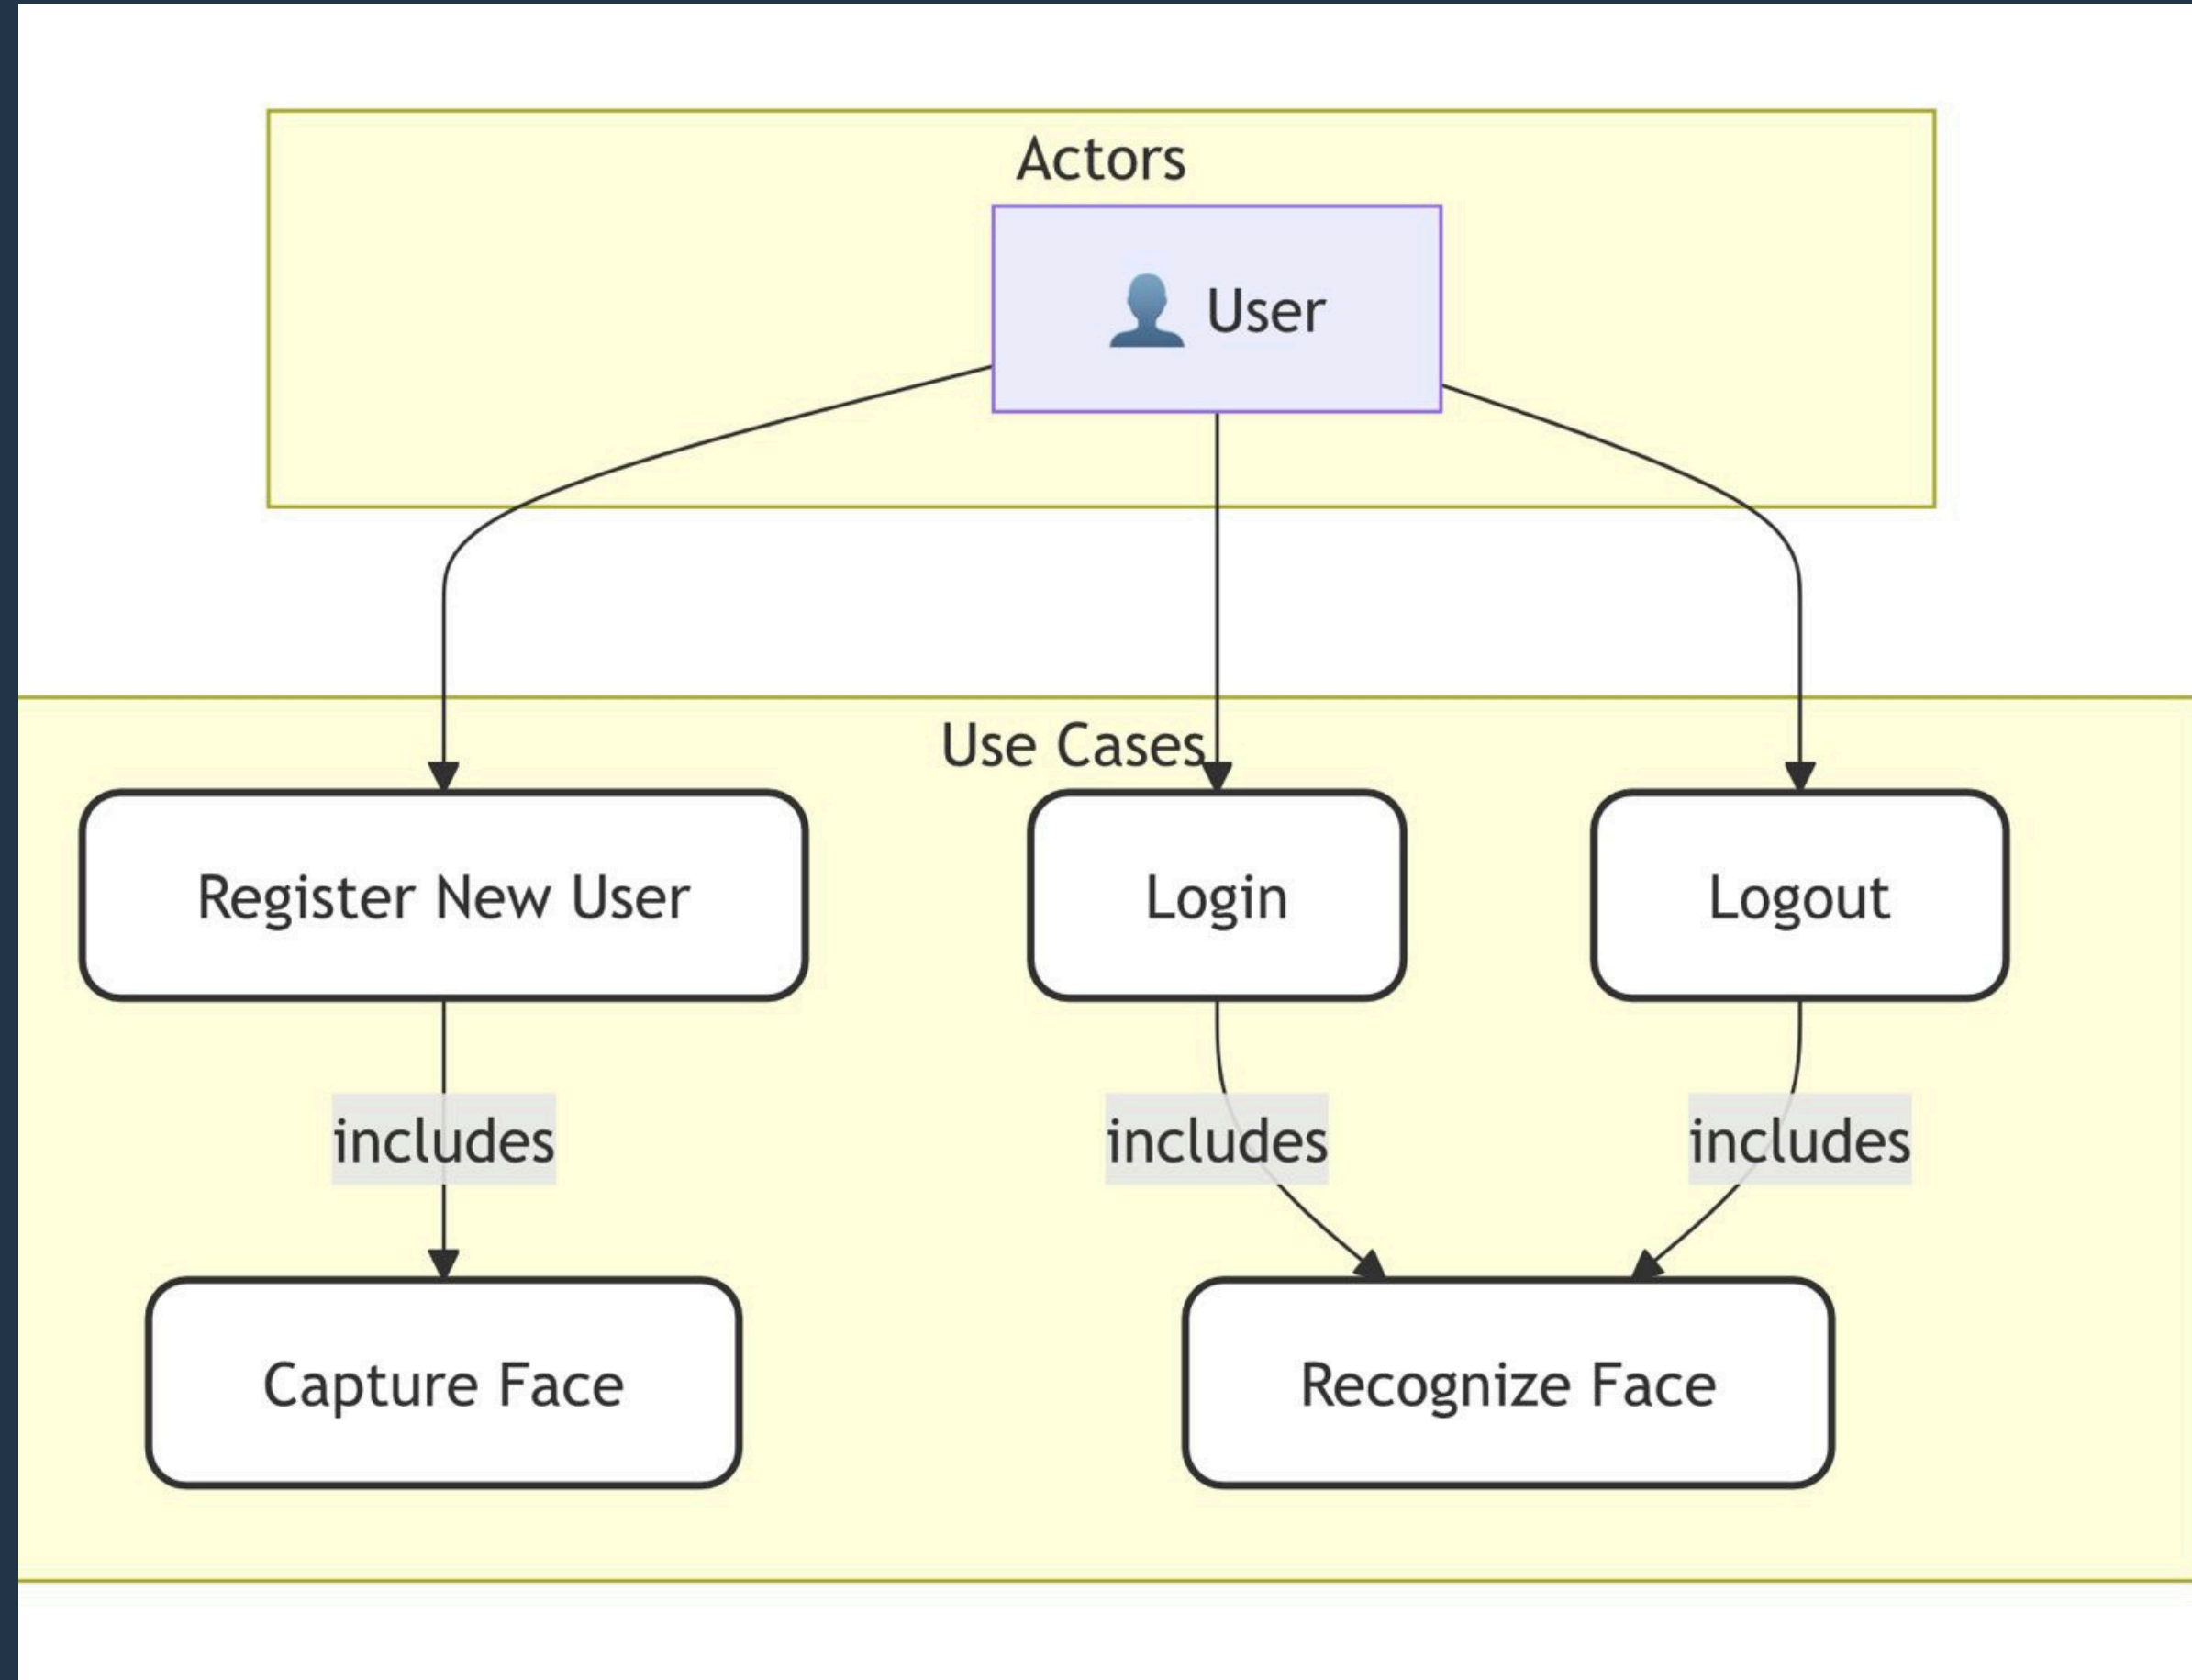 Actors
User
Use Cases
Register New User
Login
Logout
includes
includes
includes
Capture Face
Recognize Face